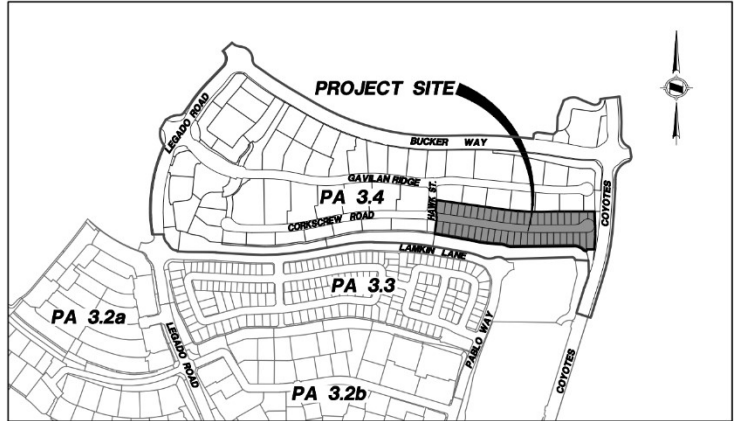 PROJECT SITE
LEGADO ROAD
BUCKER WAY
GAVILAN RIDGE
PA 3.4
HAWK ST.
COYOTES
CORKSCREW ROAD
LAMKIN LANE
PA 3.3
PA 3.2a
LEGADO ROAD
PABLO WAY
COYOTES
PA 3.2b